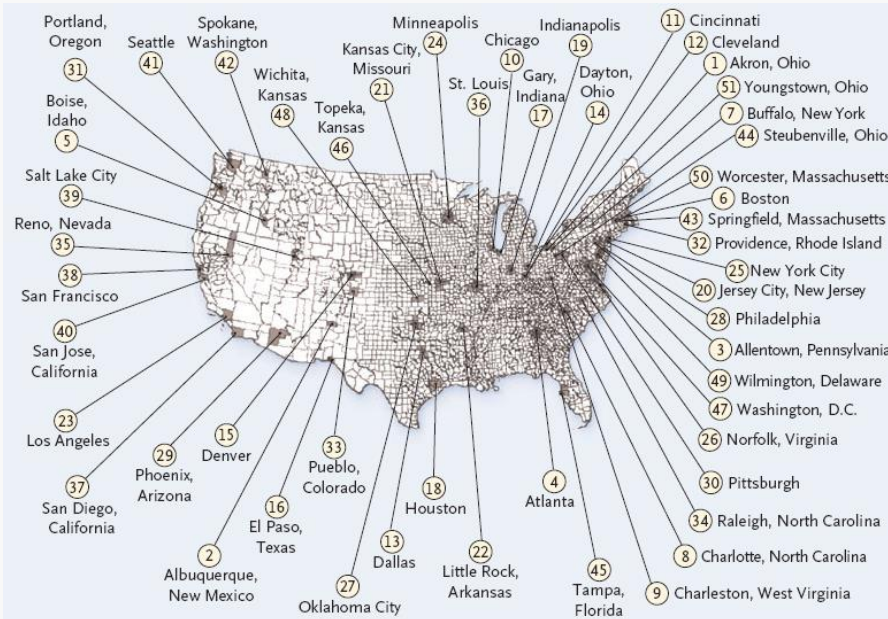 Portland,
Oregon
31
Seattle
41
Spokane,
Washington
42
Minneapolis
24
Indianapolis
19
11 Cincinnati
12 Cleveland
1 Akron, Ohio
51 Youngstown, Ohio
7 Buffalo, New York
44 Steubenville, Ohio
Boise,
Idaho
5
Wichita,
Kansas
48
Kansas City,
Missouri
21
Topeka,
Kansas
46
St. Louis
36
Chicago
10
Gary,
Indiana
17
Dayton,
Ohio
14
50 Worcester, Massachusetts
6 Boston
43 Springfield, Massachusetts
32 Providence, Rhode Island
25 New York City
20 Jersey City, New Jersey
28 Philadelphia
3 Allentown, Pennsylvania
49 Wilmington, Delaware
47 Washington, D.C.
26 Norfolk, Virginia
30 Pittsburgh
34 Raleigh, North Carolina
8 Charlotte, North Carolina
9 Charleston, West Virginia
Salt Lake City
39
Reno, Nevada
35
38
San Francisco
40
San Jose,
California
23
Los Angeles
37
San Diego,
California
29
Phoenix,
Arizona
15
Denver
2
Albuquerque,
New Mexico
16
El Paso,
Texas
33
Pueblo,
Colorado
27
Oklahoma City
13
Dallas
18
Houston
22
Little Rock,
Arkansas
4
Atlanta
45
Tampa,
Florida